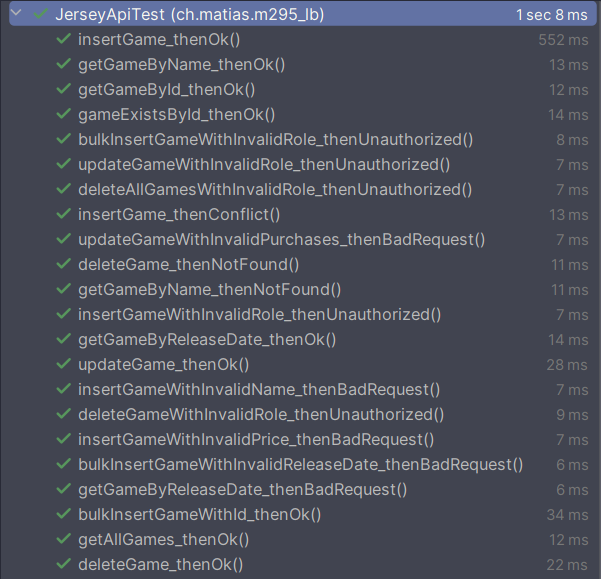 JerseyApiTest (ch.matias.m295_lb) 1 sec 8 ms
insertGame_thenOk() 552 ms
getGameByName_thenOk() 13 ms
getGameById_thenOk() 12 ms
gameExistsById_thenOk() 14 ms
bulkInsertGameWithInvalidRole_thenUnauthorized() 8 ms
updateGameWithInvalidRole_thenUnauthorized() 7 ms
deleteAllGamesWithInvalidRole_thenUnauthorized() 7 ms
insertGame_thenConflict() 13 ms
updateGameWithInvalidPurchases_thenBadRequest() 7 ms
deleteGame_thenNotFound() 11 ms
getGameByName_thenNotFound() 11 ms
insertGameWithInvalidRole_thenUnauthorized() 7 ms
getGameByReleaseDate_thenOk() 14 ms
updateGame_thenOk() 28 ms
insertGameWithInvalidName_thenBadRequest() 7 ms
deleteGameWithInvalidRole_thenUnauthorized() 9 ms
insertGameWithInvalidPrice_thenBadRequest() 7 ms
bulkInsertGameWithInvalidReleaseDate_thenBadRequest() 6 ms
getGameByReleaseDate_thenBadRequest() 6 ms
bulkInsertGameWithId_thenOk() 34 ms
getAllGames_thenOk() 12 ms
deleteGame_thenOk() 22 ms